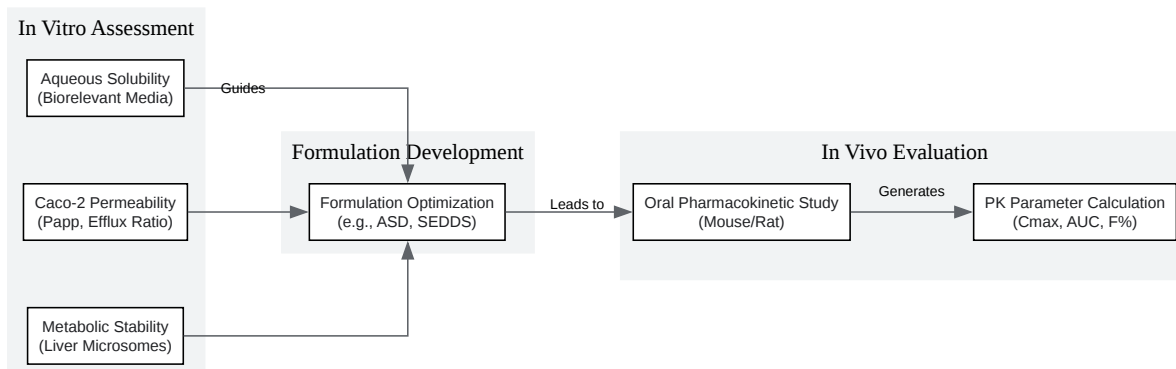 In Vitro Assessment
Aqueous Solubility
(Biorelevant Media)
Guides
Caco-2 Permeability
(Papp, Efflux Ratio)
Metabolic Stability
(Liver Microsomes)
Formulation Development
Formulation Optimization
(e.g., ASD, SEDDS)
Leads to
In Vivo Evaluation
Oral Pharmacokinetic Study
(Mouse/Rat)
Generates
PK Parameter Calculation
(Cmax, AUC, F%)